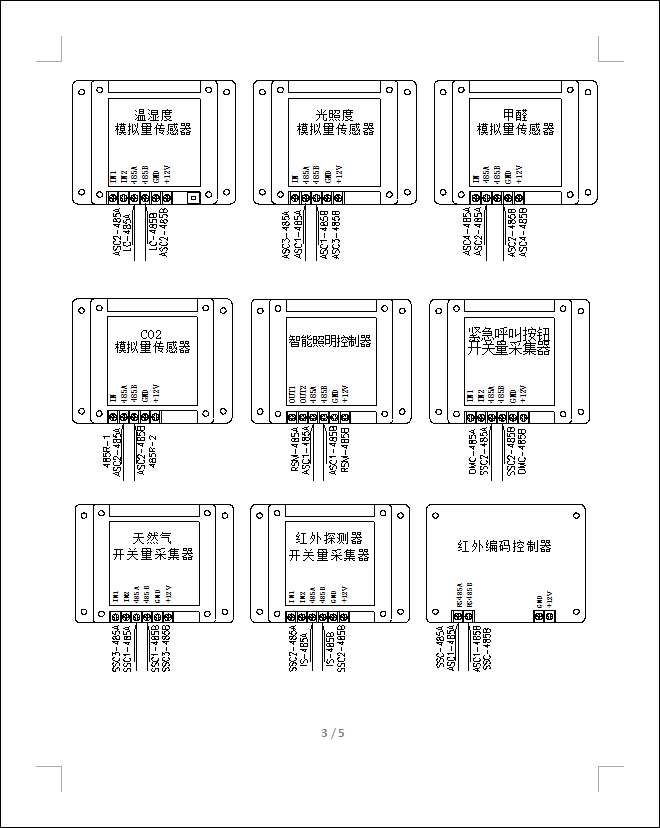 温湿度
模拟量传感器
IN1
IN2
485A
485B
GND
+12V
ASC2-485A
LC-485A
LC-485B
ASC2-485B
光照度
模拟量传感器
IN
485A
485B
GND
+12V
ASC3-485A
ASC1-485A
ASC1-485B
ASC3-485B
甲醛
模拟量传感器
IN
485A
485B
GND
+12V
ASC4-485A
ASC2-485A
ASC2-485B
ASC4-485B
CO2
模拟量传感器
IN
485A
485B
GND
+12V
485R-1
ASC2-485A
ASC2-485B
485R-2
智能照明控制器
OUT1
OUT2
485A
485B
GND
+12V
RSM-485A
ASC1-485A
ASC1-485B
RSM-485B
紧急呼叫按钮
开关量采集器
IN1
IN2
485A
485B
GND
+12V
DMC-485A
SSC2-485A
SSC2-485B
DMC-485B
天然气
开关量采集器
IN1
IN2
485A
485B
GND
+12V
SSC3-485A
SSC1-485A
SSC1-485B
SSC3-485B
红外探测器
开关量采集器
IN1
IN2
485A
485B
GND
+12V
SSC2-485A
IS-485A
IS-485B
SSC2-485B
红外编码控制器
RS485A
RS485B
GND
+12V
SSC-485A
ASC1-485A
ASC1-485B
SSC-485B
3 / 5